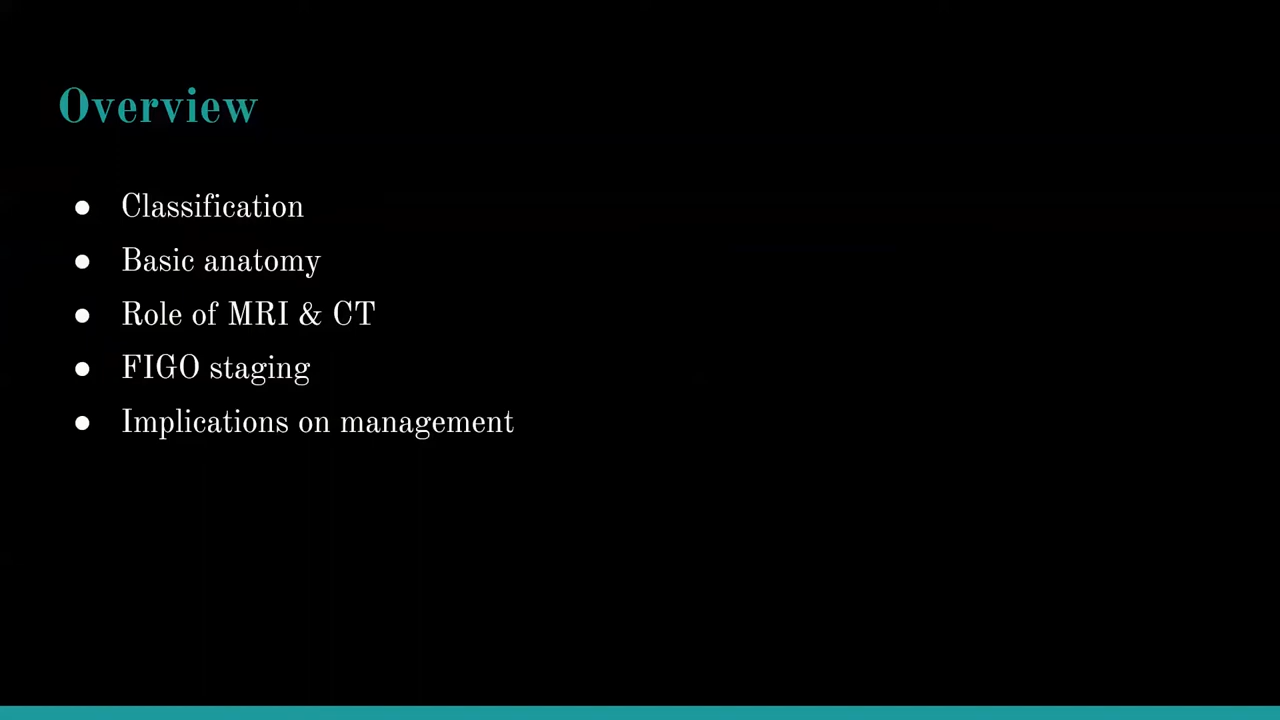 Overview
● Classification
● Basic anatomy
● Role of MRI & CT
● FIGO staging
● Implications on management